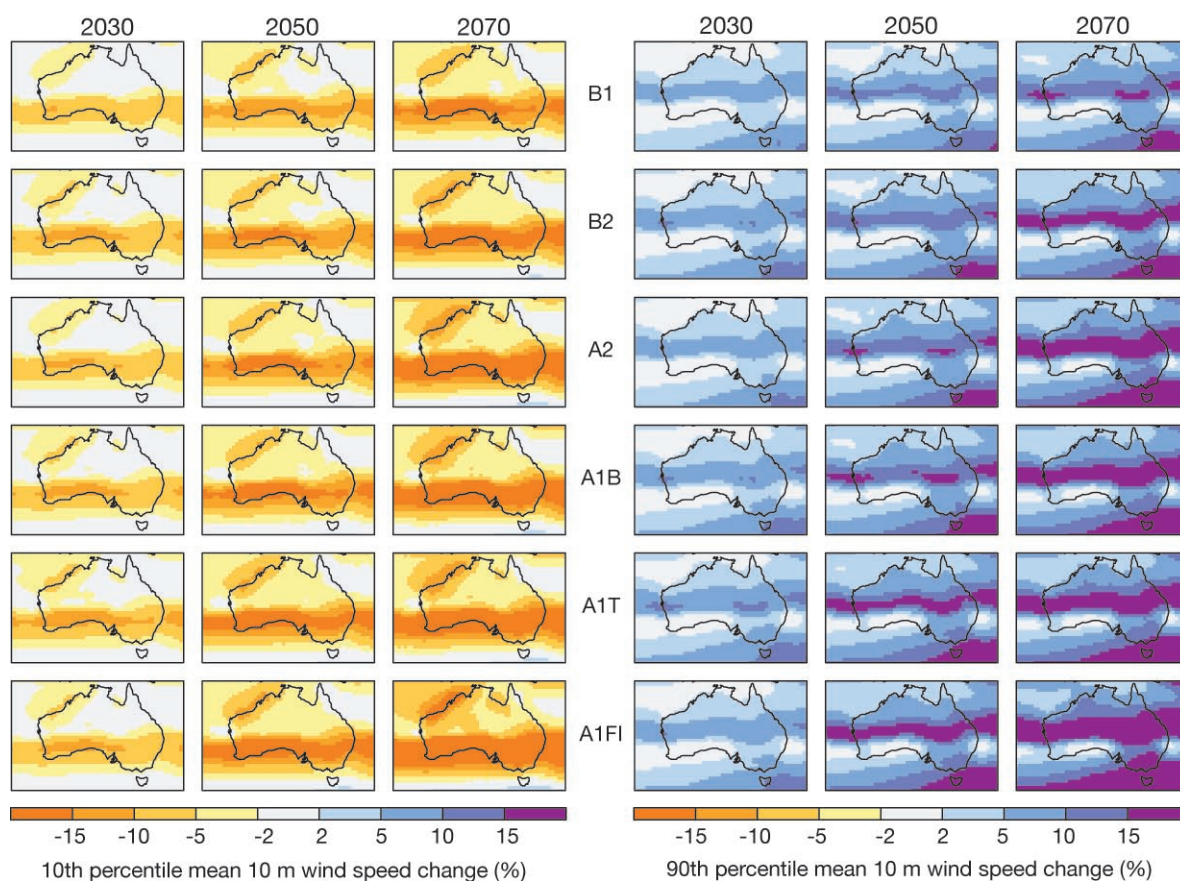 2030 2050 2070 2030 2050 2070
B1
B2
A2
A1B
A1T
A1FI
-15 -10 -5 -2 2 5 10 15 -15 -10 -5 -2 2 5 10 15
10th percentile mean 10 m wind speed change (%) 90th percentile mean 10 m wind speed change (%)